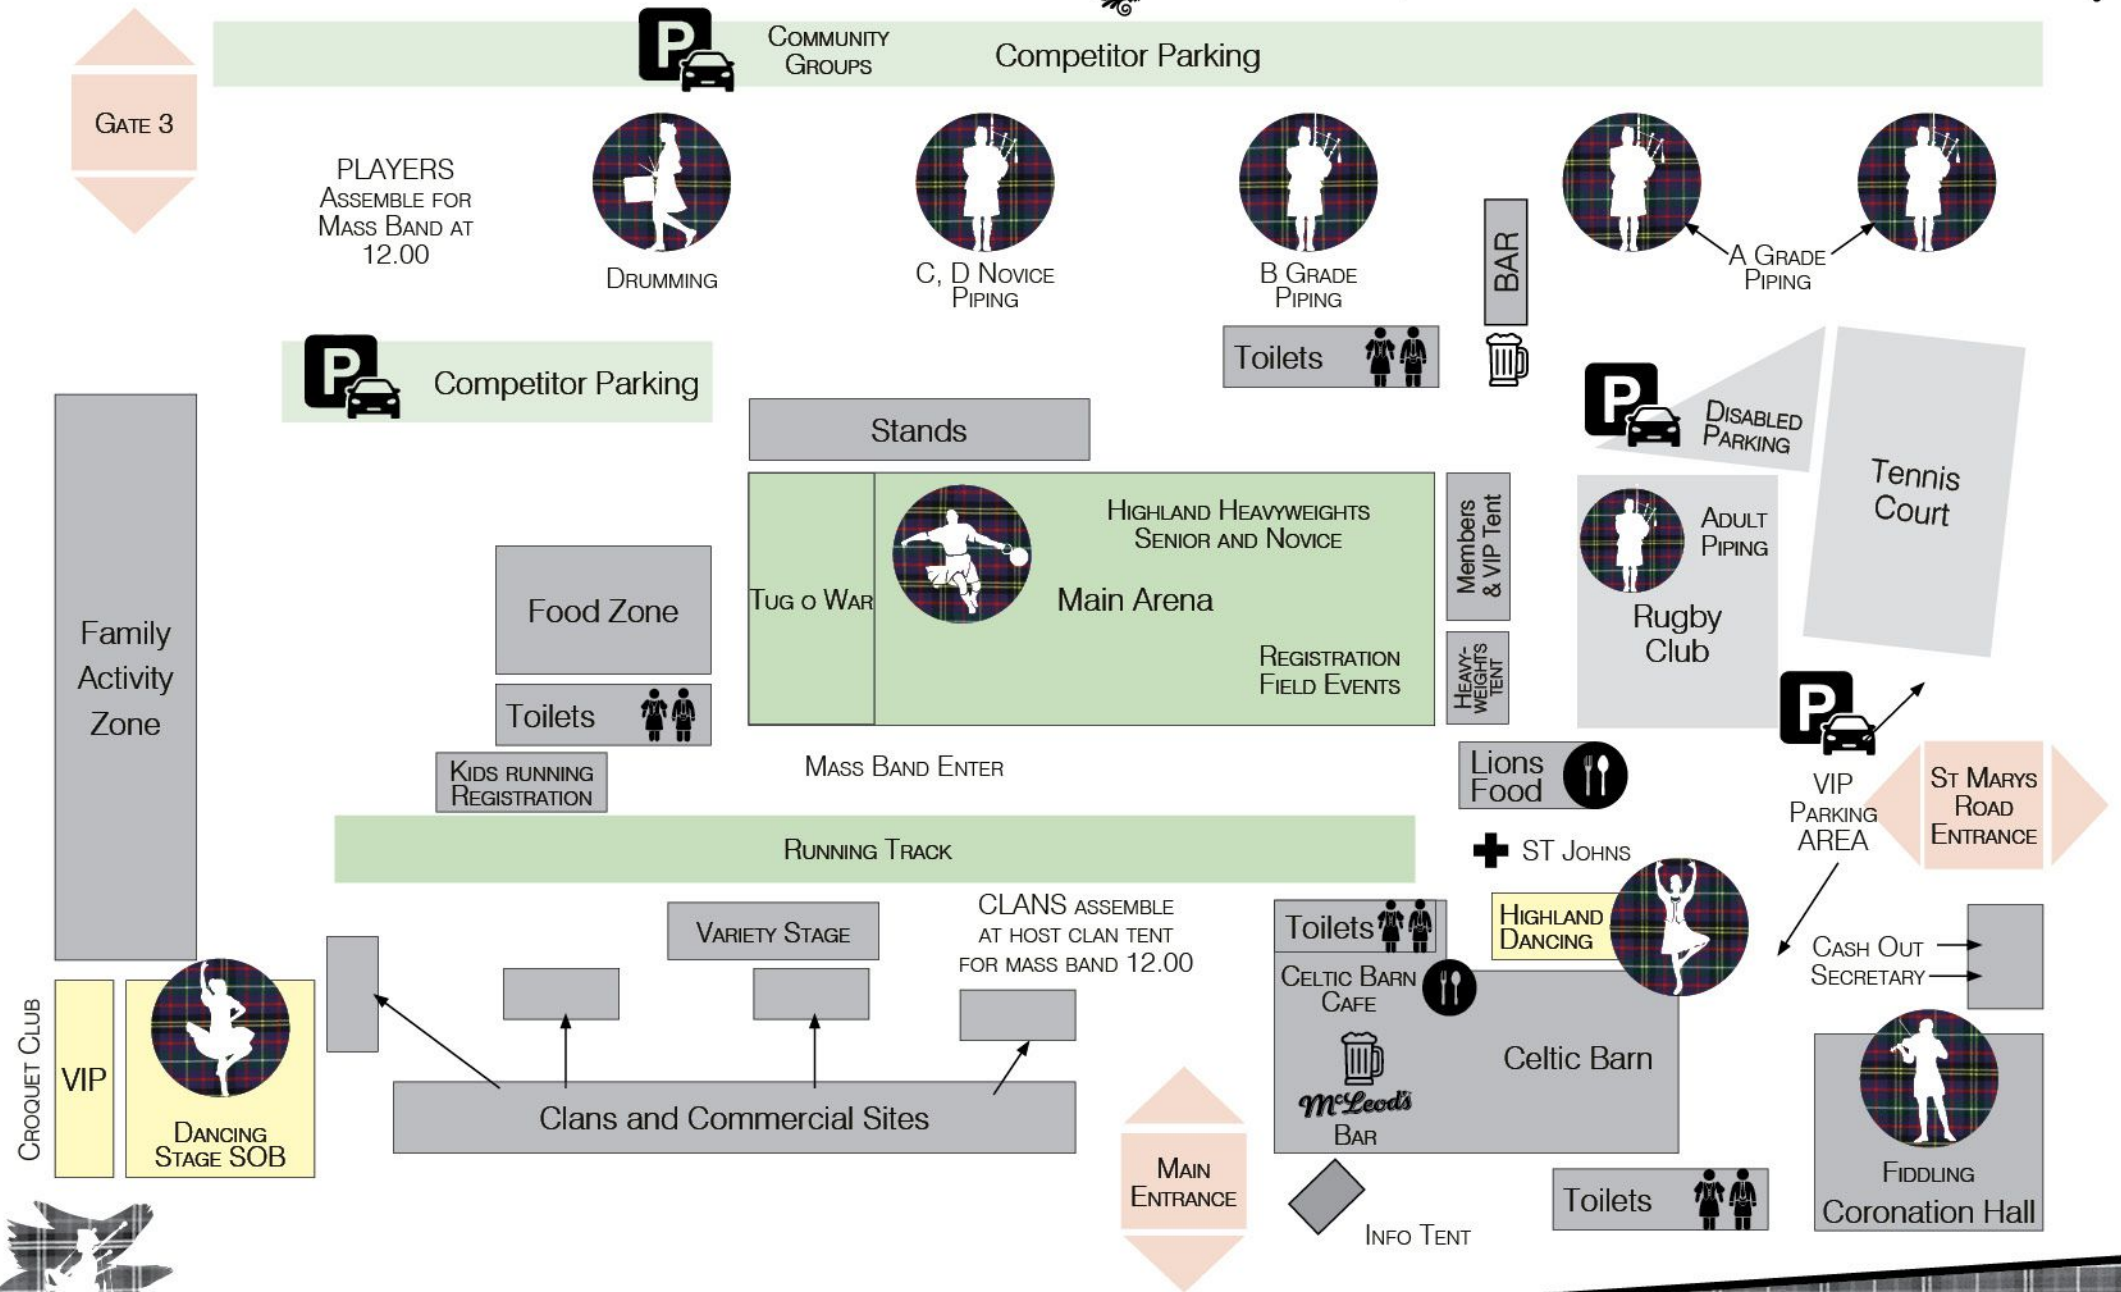 P
COMMUNITY
GROUPS
Competitor Parking
GATE 3
PLAYERS
ASSEMBLE FOR
MASS BAND AT
12.00
DRUMMING
C, D NOVICE
PIPING
B GRADE
PIPING
BAR
A GRADE
PIPING
Toilets
P
Competitor Parking
P
DISABLED
PARKING
Tennis
Court
Stands
HIGHLAND HEAVYWEIGHTS
SENIOR AND NOVICE
TUG O WAR
Main Arena
REGISTRATION
FIELD EVENTS
Members
& VIP Tent
HEAVY-
WEIGHTS
TENT
ADULT
PIPING
Rugby
Club
Family
Activity
Zone
Food Zone
Toilets
KIDS RUNNING
REGISTRATION
MASS BAND ENTER
Lions
Food
P
VIP
PARKING
AREA
ST MARYS
ROAD
ENTRANCE
RUNNING TRACK
ST JOHNS
VARIETY STAGE
CLANS ASSEMBLE
AT HOST CLAN TENT
FOR MASS BAND 12.00
Toilets
HIGHLAND
DANCING
CASH OUT
SECRETARY
CELTIC BARN
CAFE
Celtic Barn
McLeod's
BAR
CROQUET CLUB
VIP
DANCING
STAGE SOB
Clans and Commercial Sites
MAIN
ENTRANCE
INFO TENT
Toilets
FIDDLING
Coronation Hall